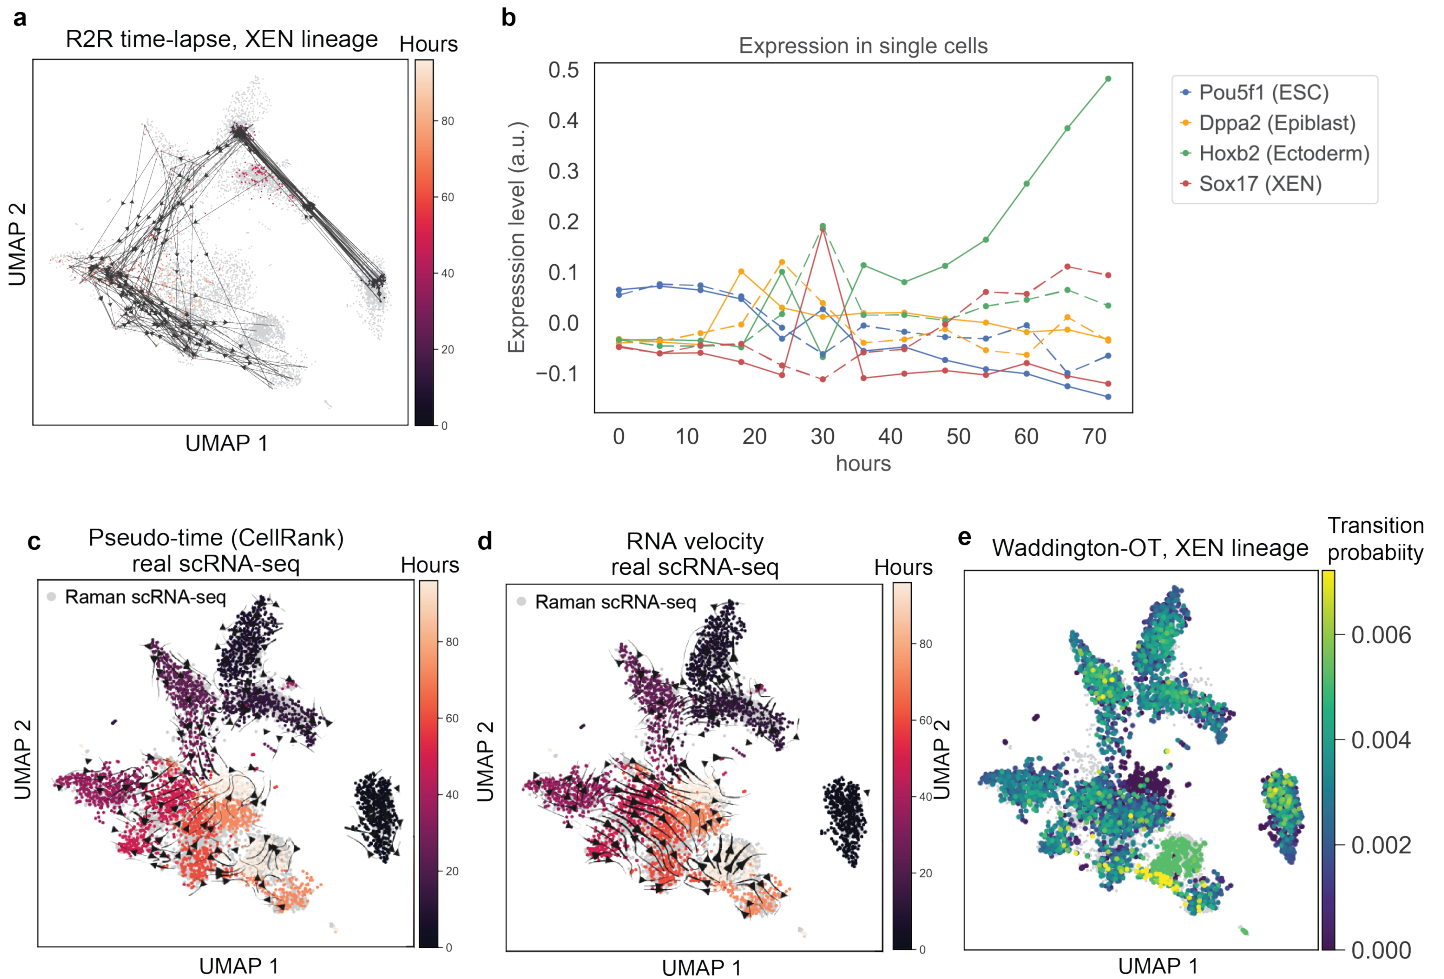 a
R2R time-lapse, XEN lineage
Hours
80
60
40
20
0
UMAP 2
UMAP 1
b
Expression in single cells
0.5
0.4
0.3
0.2
0.1
0.0
−0.1
Expresssion level (a.u.)
0
10
20
30
40
50
60
70
hours
Pou5f1 (ESC)
Dppa2 (Epiblast)
Hoxb2 (Ectoderm)
Sox17 (XEN)
c
Pseudo-time (CellRank)
real scRNA-seq
Hours
Raman scRNA-seq
80
60
40
20
0
UMAP 2
UMAP 1
d
RNA velocity
real scRNA-seq
Hours
Raman scRNA-seq
80
60
40
20
0
UMAP 2
UMAP 1
e
Waddington-OT, XEN lineage
Transition
probabiity
0.006
0.004
0.002
0.000
UMAP 2
UMAP 1